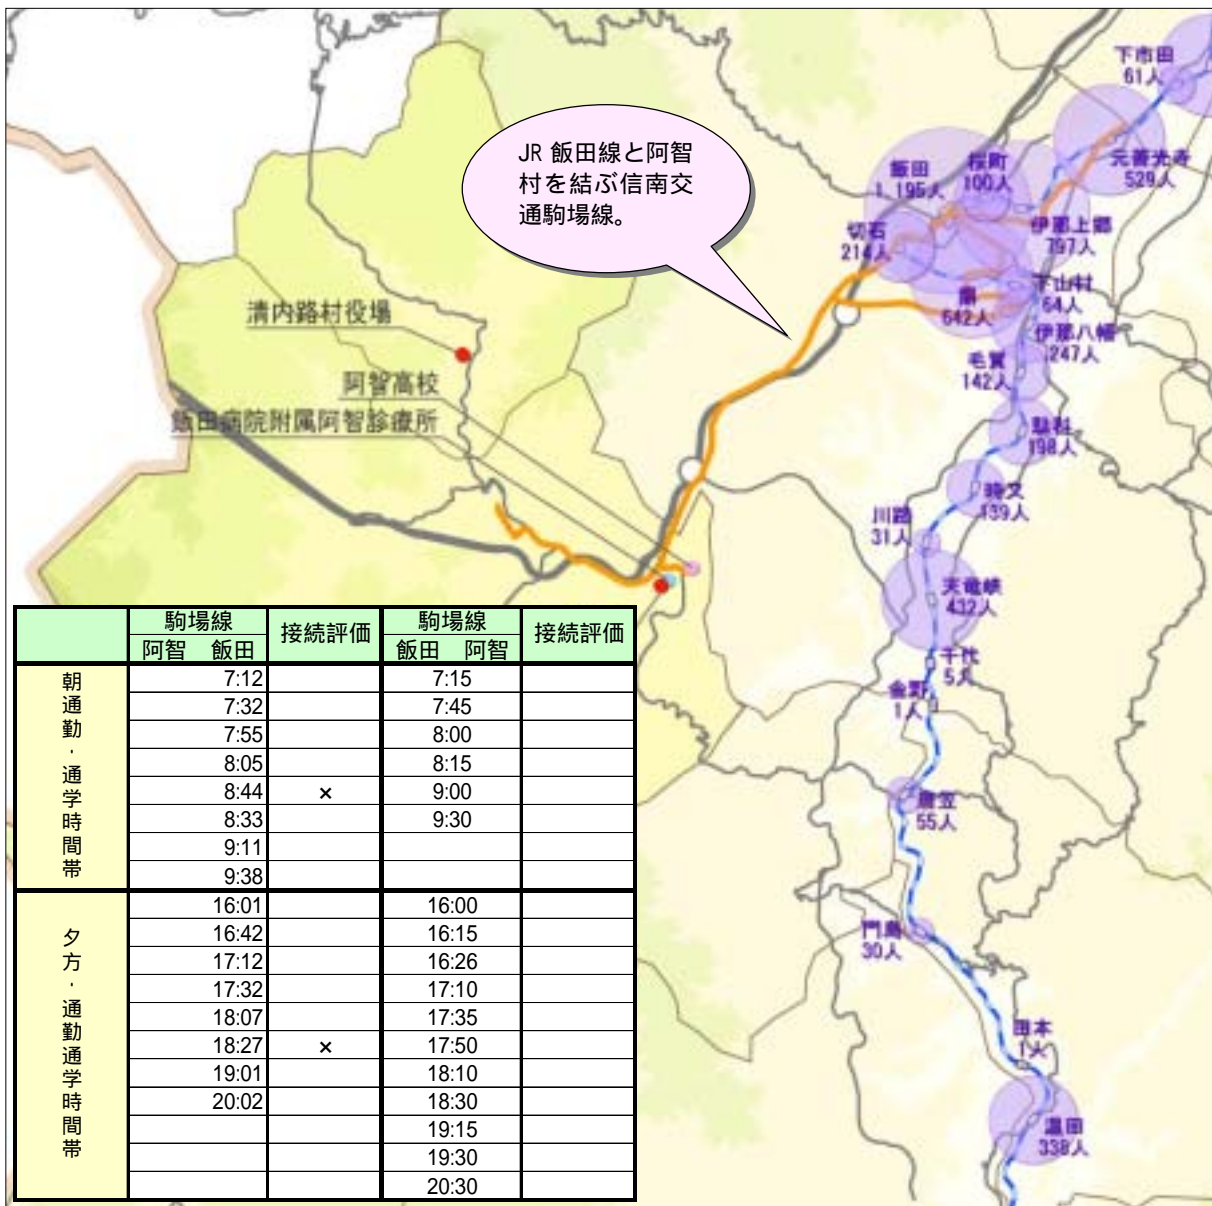 下市田
61人
JR 飯田線と阿智
村を結ぶ信南交
通駒場線。
飯田
1,195人
桜町
100人
元善光寺
529人
切石
214人
伊那上郷
797人
下山村
64人
鼎
642人
伊那八幡
247人
毛賀
142人
駄科
198人
時又
139人
川路
31人
天竜峡
432人
千代
5人
金野
1人
唐笠
55人
門島
30人
田本
1人
温田
338人
清内路村役場
阿智高校
飯田病院附属阿智診療所
駒場線 接続評価 駒場線 接続評価
阿智 飯田 飯田 阿智
朝通勤・通学時間帯
7:12 7:15
7:32 7:45
7:55 8:00
8:05 8:15
8:44 × 9:00
8:33 9:30
9:11
9:38
夕方・通勤通学時間帯
16:01 16:00
16:42 16:15
17:12 16:26
17:32 17:10
18:07 17:35
18:27 × 17:50
19:01 18:10
20:02 18:30
19:15
19:30
20:30